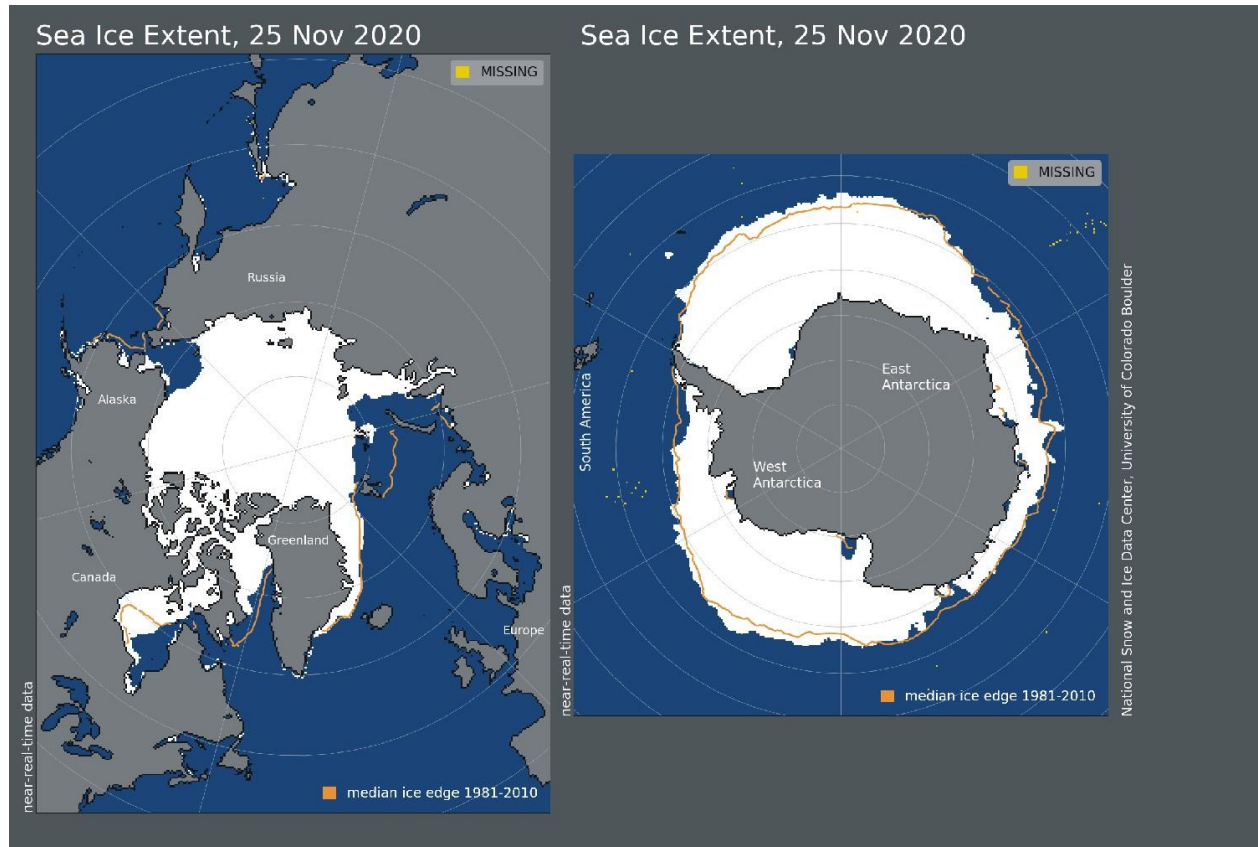 Sea Ice Extent, 25 Nov 2020
MISSING
Russia
Alaska
Greenland
Canada
Europe
near-real-time data
median ice edge 1981-2010
Sea Ice Extent, 25 Nov 2020
MISSING
East
Antarctica
South America
West
Antarctica
near-real-time data
median ice edge 1981-2010
National Snow and Ice Data Center, University of Colorado Boulder